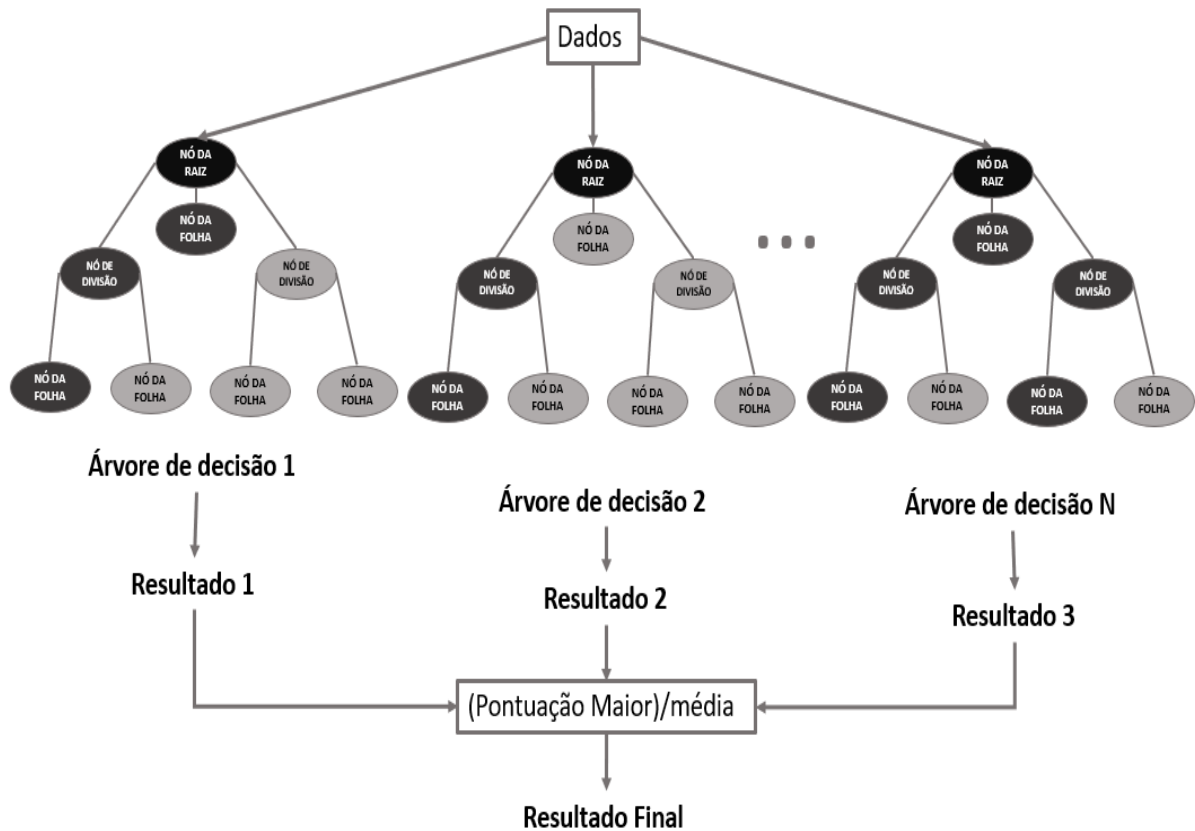 Dados
NÓ DA
RAIZ
NÓ DA
FOLHA
NÓ DE
DIVISÃO
NÓ DE
DIVISÃO
NÓ DA
FOLHA
NÓ DA
FOLHA
NÓ DA
FOLHA
NÓ DA
FOLHA
Árvore de decisão 1
Resultado 1
NÓ DA
RAIZ
NÓ DA
FOLHA
NÓ DE
DIVISÃO
NÓ DE
DIVISÃO
NÓ DA
FOLHA
NÓ DA
FOLHA
NÓ DA
FOLHA
NÓ DA
FOLHA
Árvore de decisão 2
Resultado 2
...
NÓ DA
RAIZ
NÓ DA
FOLHA
NÓ DE
DIVISÃO
NÓ DE
DIVISÃO
NÓ DA
FOLHA
NÓ DA
FOLHA
NÓ DA
FOLHA
NÓ DA
FOLHA
Árvore de decisão N
Resultado 3
(Pontuação Maior)/média
Resultado Final